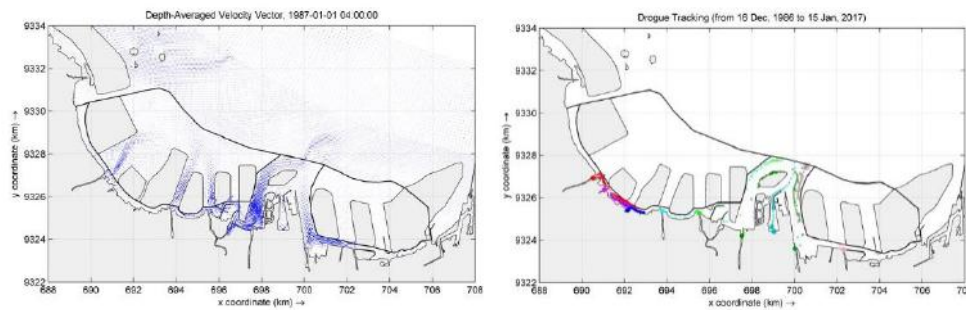 Depth-Averaged Velocity Vector, 1987-01-01 04:00:00
9334
9332
9330
9328
9326
9324
9322
y coordinate (km) →
688 690 692 694 696 698 700 702 704 706 708
x coordinate (km) →
Drogue Tracking (from 16 Dec, 1986 to 15 Jan, 2017)
9334
9332
9330
9328
9326
9324
9322
y coordinate (km) →
688 690 692 694 696 698 700 702 704 706 708
x coordinate (km) →